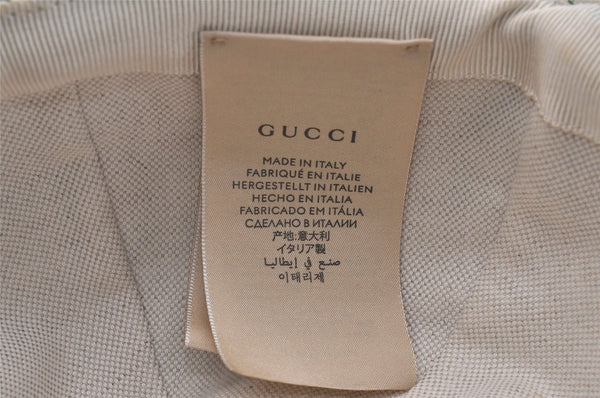 GUCCI
MADE IN ITALY
FABRIQUÉ EN ITALIE
HERGESTELLT IN ITALIEN
HECHO EN ITALIA
FABRICADO EM ITÁLIA
СДЕЛАНО В ИТАЛИИ
产地:意大利
イタリア製
صنع في إيطاليا
이태리제